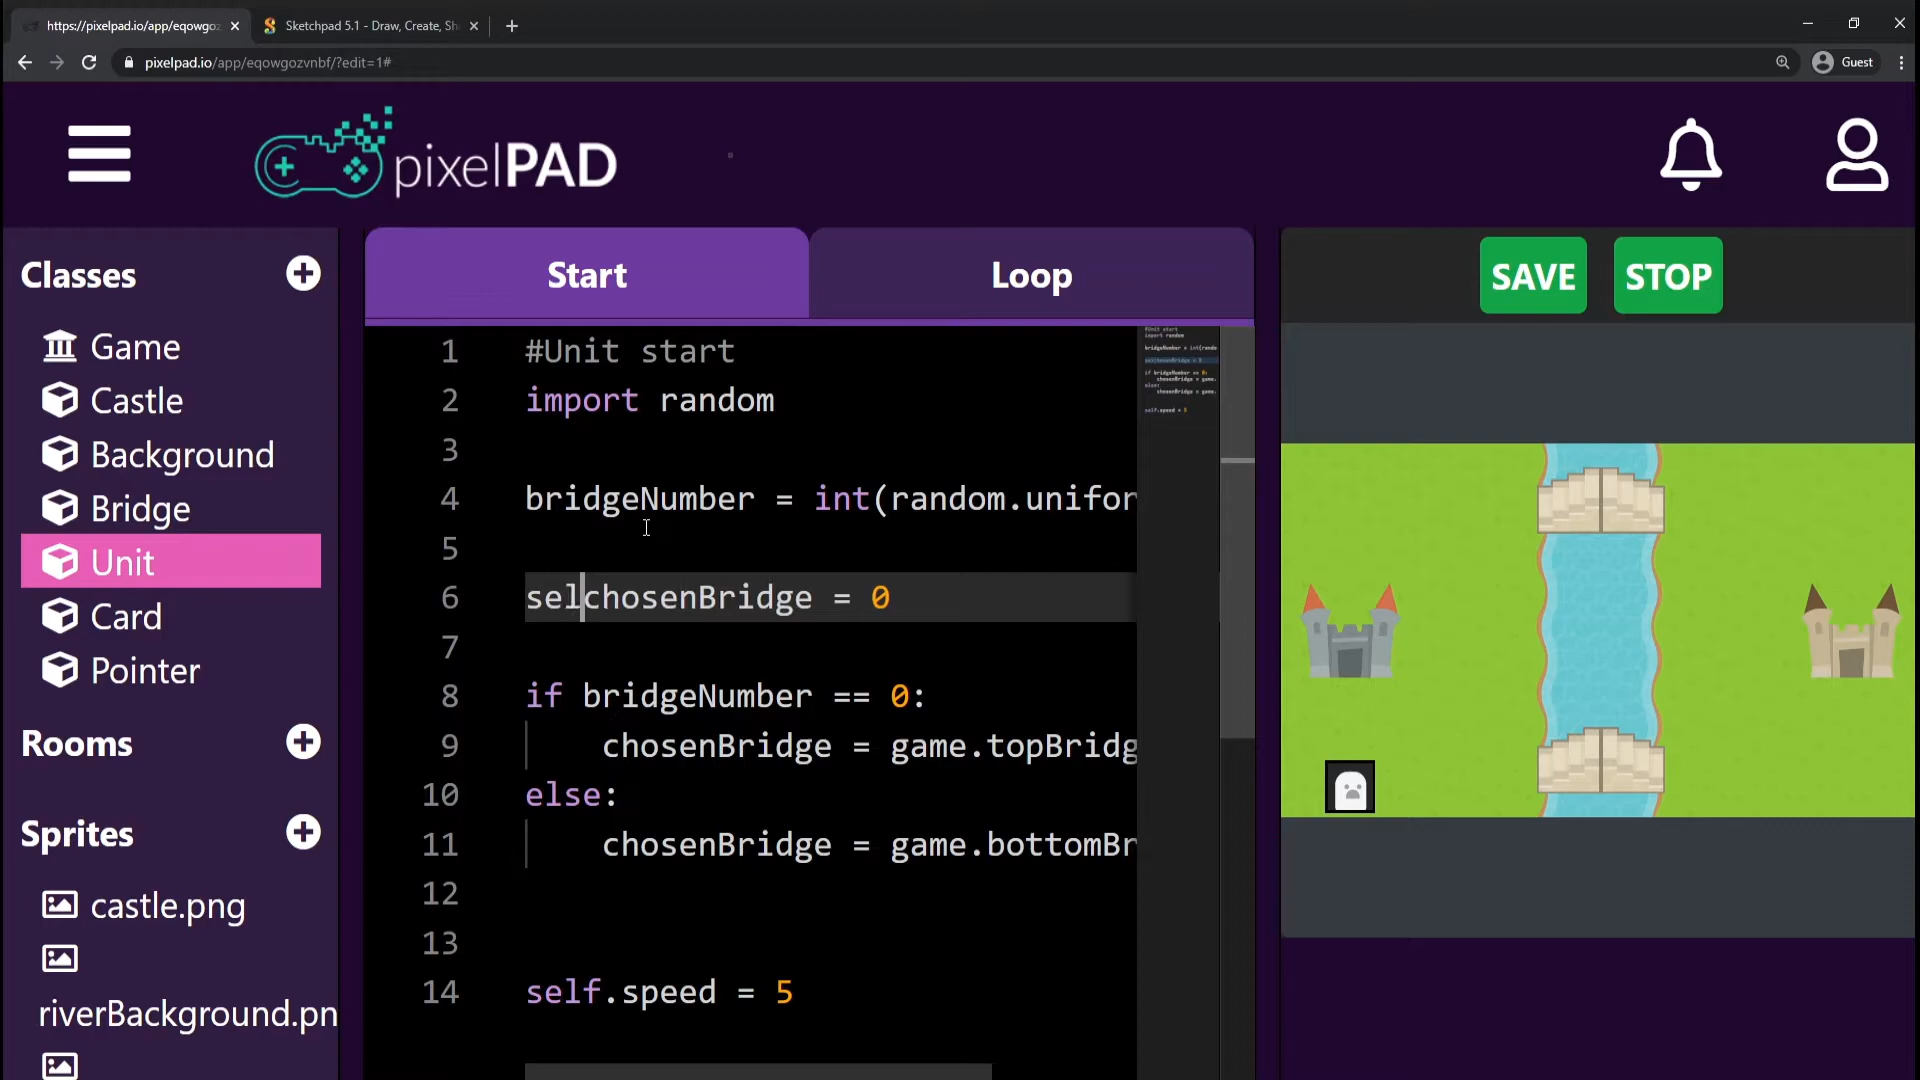 https://pixelpad.io/app/eqowgoz
Sketchpad 5.1 - Draw, Create, Sh
pixelpad.io/app/eqowgozvnbf/?edit=1#
Guest
pixelPAD
Classes
Game
Castle
Background
Bridge
Unit
Card
Pointer
Rooms
Sprites
castle.png
riverBackground.pn
Start
Loop
1 #Unit start
2 import random
3
4 bridgeNumber = int(random.unifor
5
6 selchosenBridge = 0
7
8 if bridgeNumber == 0:
9 chosenBridge = game.topBridg
10 else:
11 chosenBridge = game.bottomBr
12
13
14 self.speed = 5
SAVE
STOP